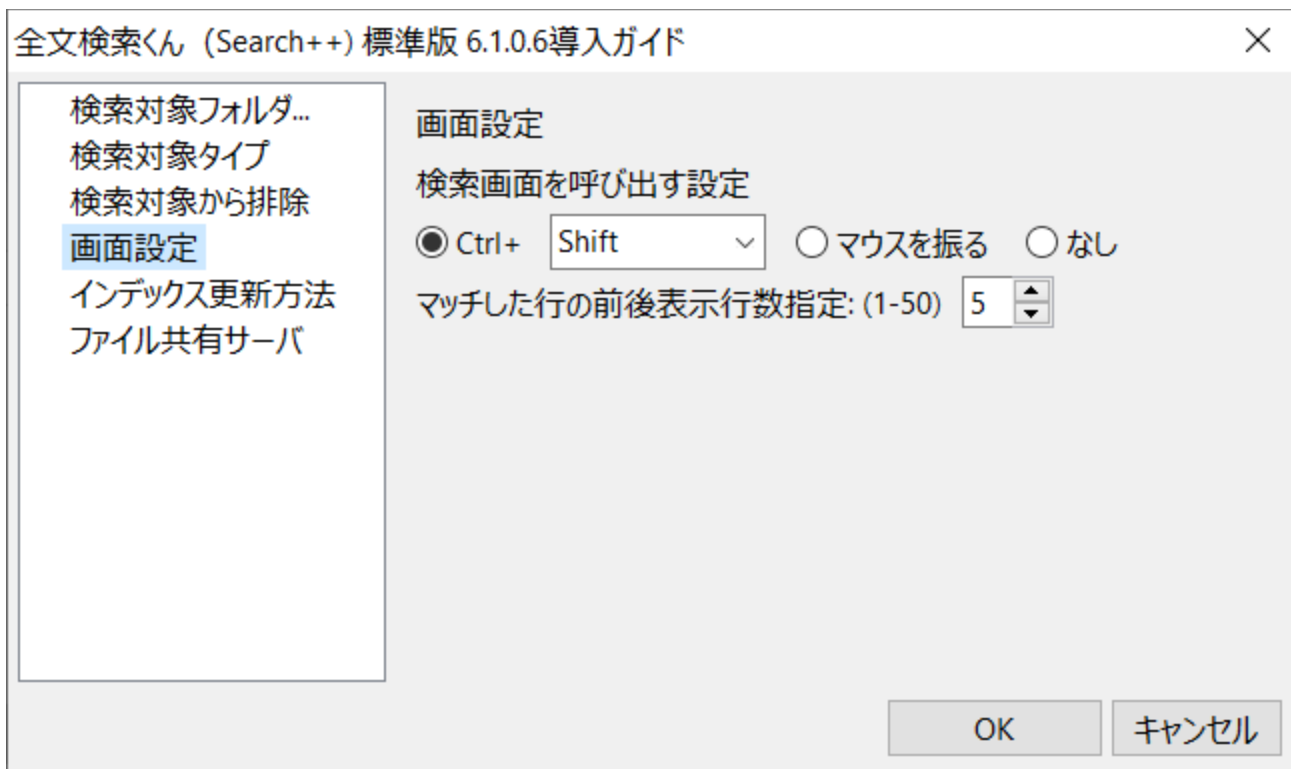 全文検索くん（Search++) 標準版 6.1.0.6導入ガイド
検索対象フォルダ...
検索対象タイプ
検索対象から排除
画面設定
インデックス更新方法
ファイル共有サーバ
画面設定
検索画面を呼び出す設定
Ctrl+ Shift マウスを振る なし
マッチした行の前後表示行数指定: (1-50) 5
OK キャンセル